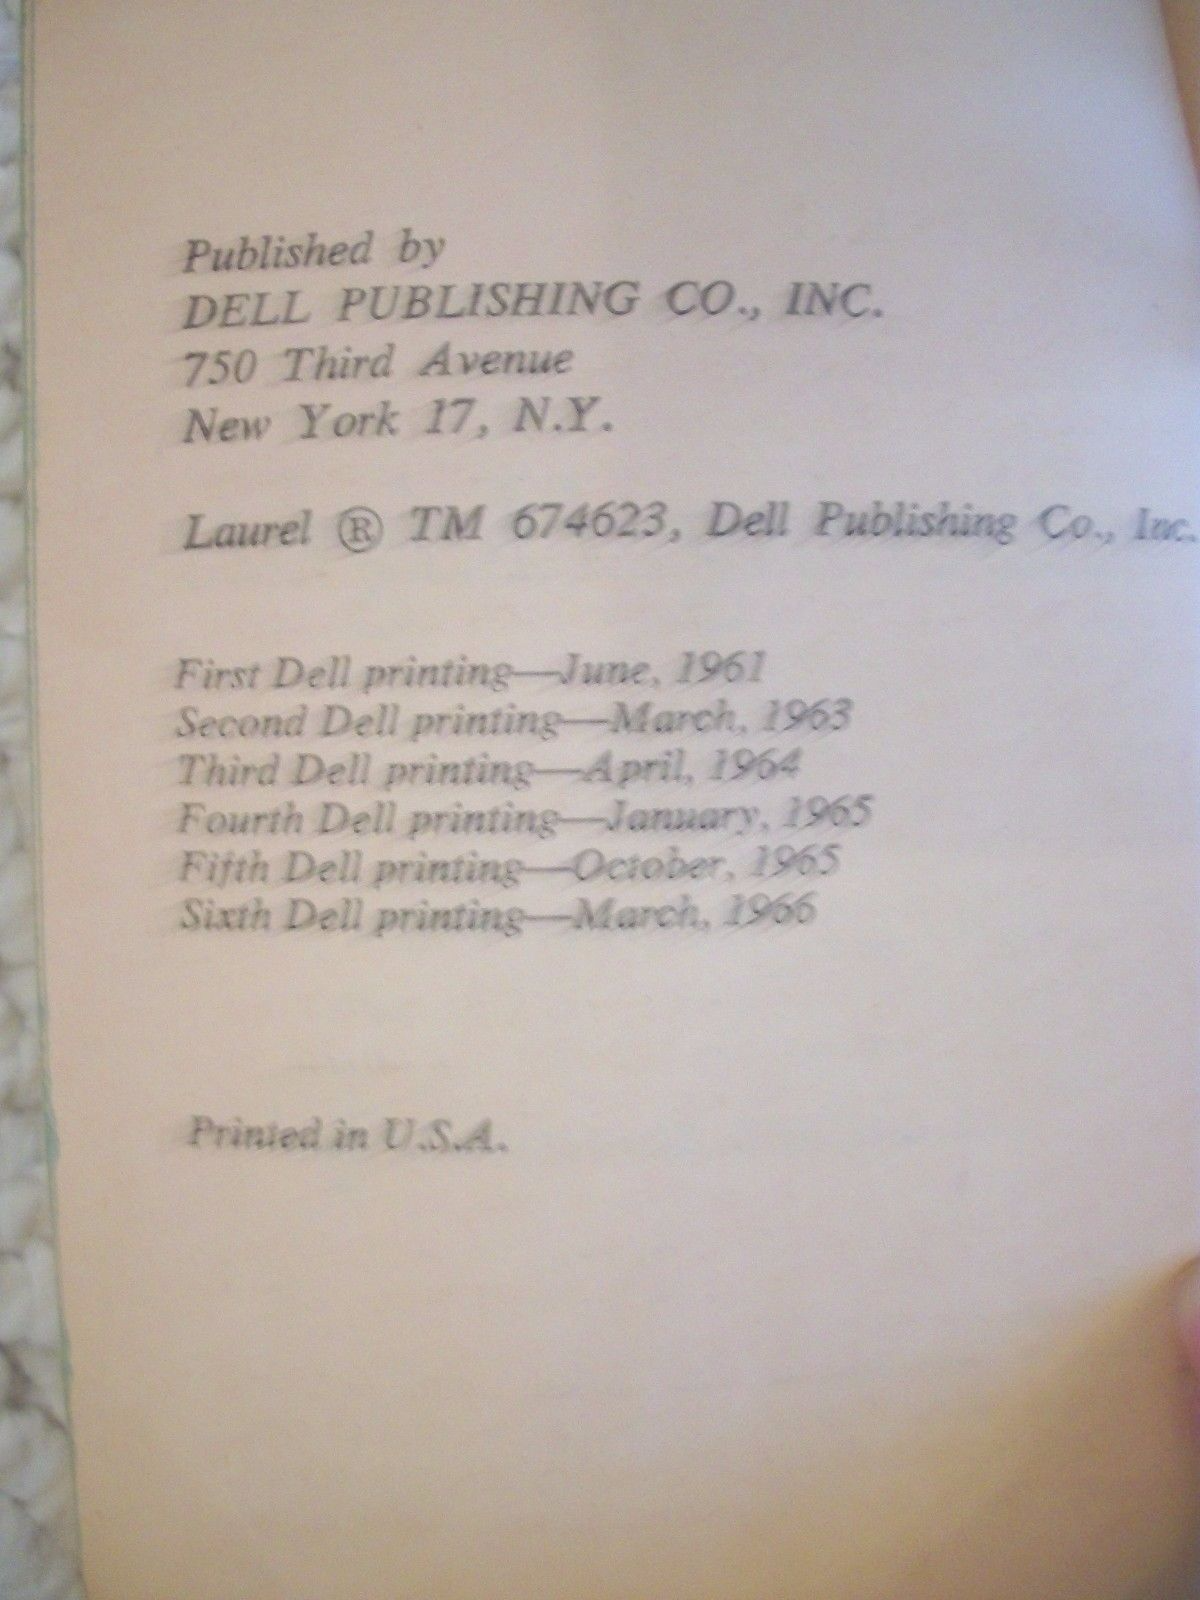 Published by
DELL PUBLISHING CO., INC.
750 Third Avenue
New York 17, N.Y.
Laurel ® TM 674623, Dell Publishing Co., Inc.
First Dell printing—June, 1961
Second Dell printing—March, 1963
Third Dell printing—April, 1964
Fourth Dell printing—January, 1965
Fifth Dell printing—October, 1965
Sixth Dell printing—March, 1966
Printed in U.S.A.